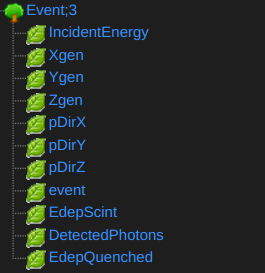 Event;3
IncidentEnergy
Xgen
Ygen
Zgen
pDirX
pDirY
pDirZ
event
EdepScint
DetectedPhotons
EdepQuenched